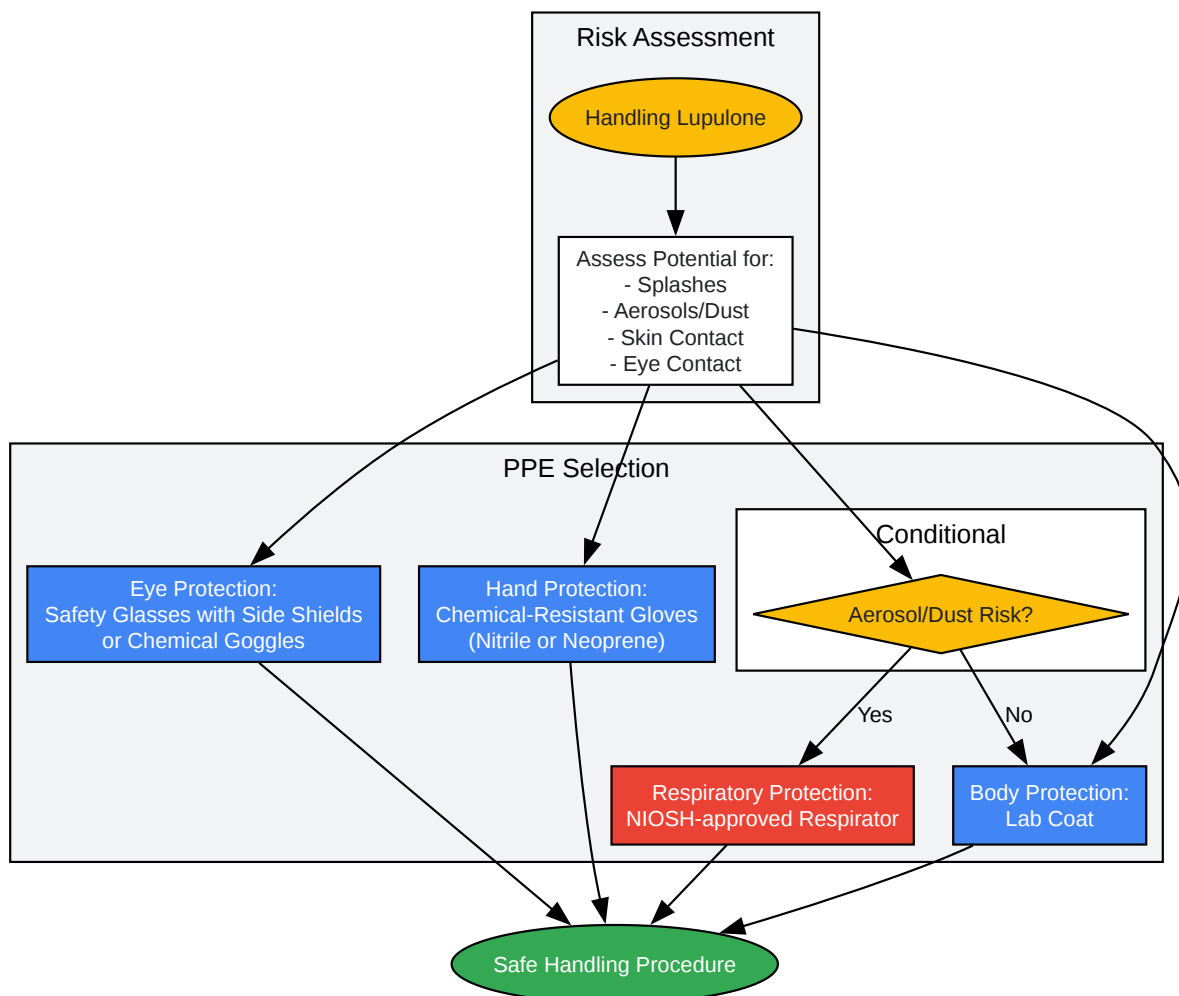 Risk Assessment
Handling Lupulone
Assess Potential for:
- Splashes
- Aerosols/Dust
- Skin Contact
- Eye Contact
PPE Selection
Conditional
Eye Protection:
Safety Glasses with Side Shields
or Chemical Goggles
Hand Protection:
Chemical-Resistant Gloves
(Nitrile or Neoprene)
Aerosol/Dust Risk?
Yes
No
Respiratory Protection:
NIOSH-approved Respirator
Body Protection:
Lab Coat
Safe Handling Procedure